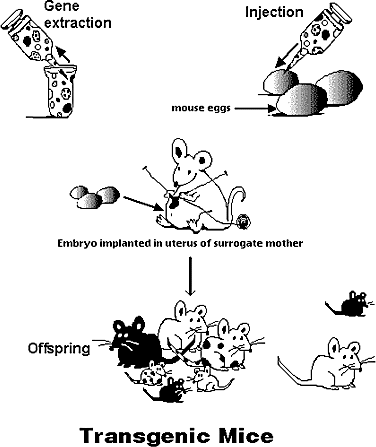 Gene
extraction
Injection
mouse eggs
Embryo implanted in uterus of surrogate mother
Offspring
Transgenic Mice